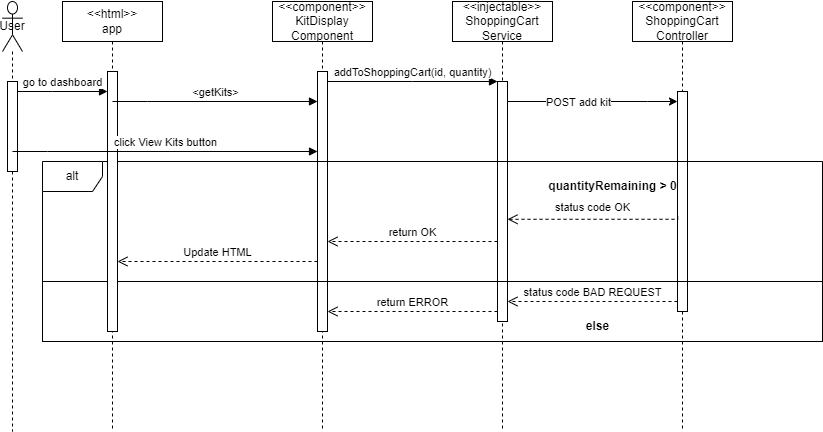 User
<<html>>
app
<<component>>
KitDisplay
Component
<<injectable>>
ShoppingCart
Service
<<component>>
ShoppingCart
Controller
go to dashboard
<getKits>
addToShoppingCart(id, quantity)
POST add kit
click View Kits button
alt
quantityRemaining > 0
status code OK
return OK
Update HTML
status code BAD REQUEST
return ERROR
else